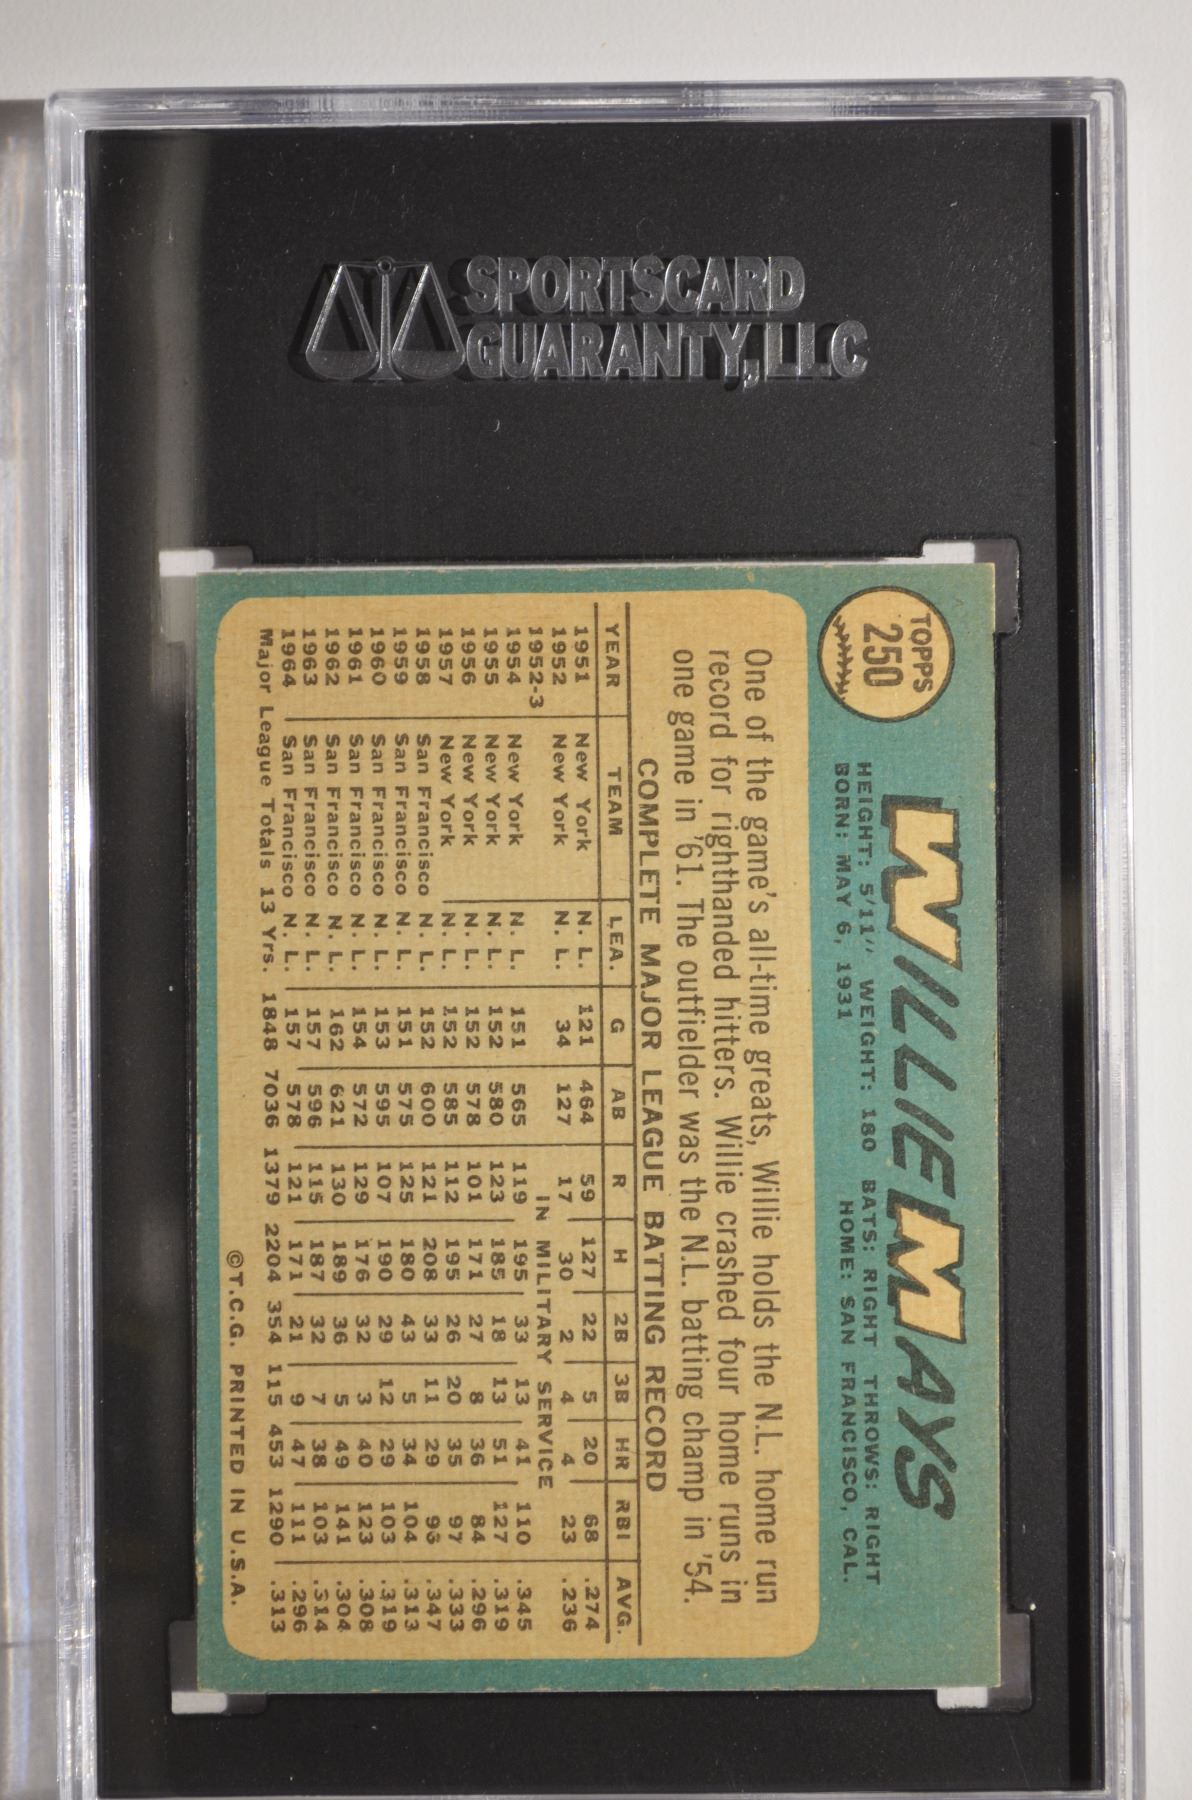 SPORTSCARD
GUARANTY, LLC
TOPPS
250
WILLIE MAYS
HEIGHT: 5'11" WEIGHT: 180 BATS: RIGHT THROWS: RIGHT
BORN: MAY 6, 1931 HOME: SAN FRANCISCO, CAL.
One of the game's all-time greats, Willie holds the N.L. home run
record for righthanded hitters. Willie crashed four home runs in
one game in '61. The outfielder was the N.L. batting champ in '54.
COMPLETE MAJOR LEAGUE BATTING RECORD
YEAR TEAM LEA. G AB R H 2B 3B HR RBI AVG.
1951 New York N. L. 121 464 59 127 22 5 20 68 .274
1952 New York N. L. 34 127 17 30 2 4 4 23 .236
1952-3 IN MILITARY SERVICE
1954 New York N. L. 151 565 119 195 33 13 41 110 .345
1955 New York N. L. 152 580 123 185 18 13 51 127 .319
1956 New York N. L. 152 578 101 171 27 8 36 84 .296
1957 New York N. L. 152 585 112 195 26 20 35 97 .333
1958 San Francisco N. L. 152 600 121 208 33 11 29 96 .347
1959 San Francisco N. L. 151 575 125 180 43 5 34 104 .313
1960 San Francisco N. L. 153 595 107 190 29 12 29 103 .319
1961 San Francisco N. L. 154 572 129 176 32 3 40 123 .308
1962 San Francisco N. L. 162 621 130 189 36 5 49 141 .304
1963 San Francisco N. L. 157 596 115 187 32 7 38 103 .314
1964 San Francisco N. L. 157 578 121 171 21 9 47 111 .296
Major League Totals 13 Yrs. 1848 7036 1379 2204 354 115 453 1290 .313
©T.C.G. PRINTED IN U.S.A.